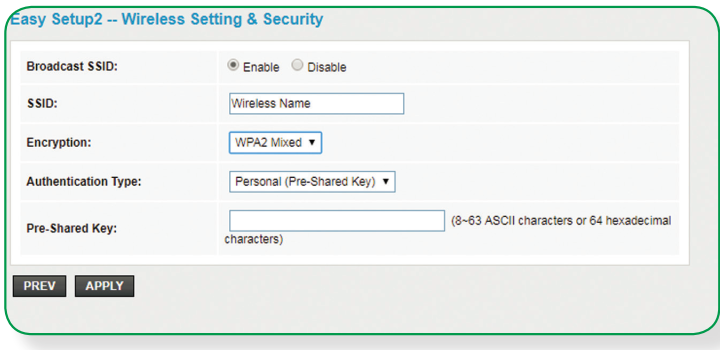 Easy Setup2 -- Wireless Setting & Security
Broadcast SSID: Enable Disable
SSID: Wireless Name
Encryption: WPA2 Mixed
Authentication Type: Personal (Pre-Shared Key)
Pre-Shared Key: (8~63 ASCII characters or 64 hexadecimal
characters)
PREV APPLY